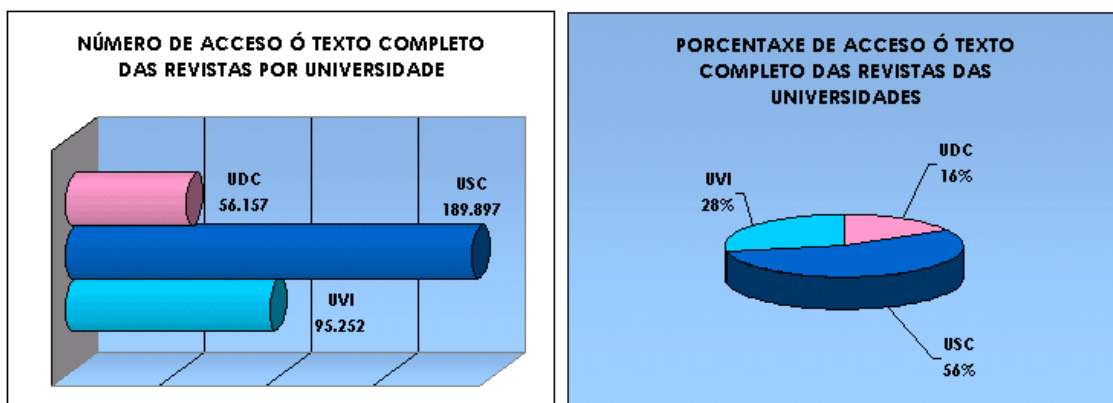 NÚMERO DE ACCESO Ó TEXTO COMPLETO
DAS REVISTAS POR UNIVERSIDADE
UDC
56.157
USC
189.897
UVI
95.252
PORCENTAXE DE ACCESO Ó TEXTO
COMPLETO DAS REVISTAS DAS
UNIVERSIDADES
UDC
16%
UVI
28%
USC
56%